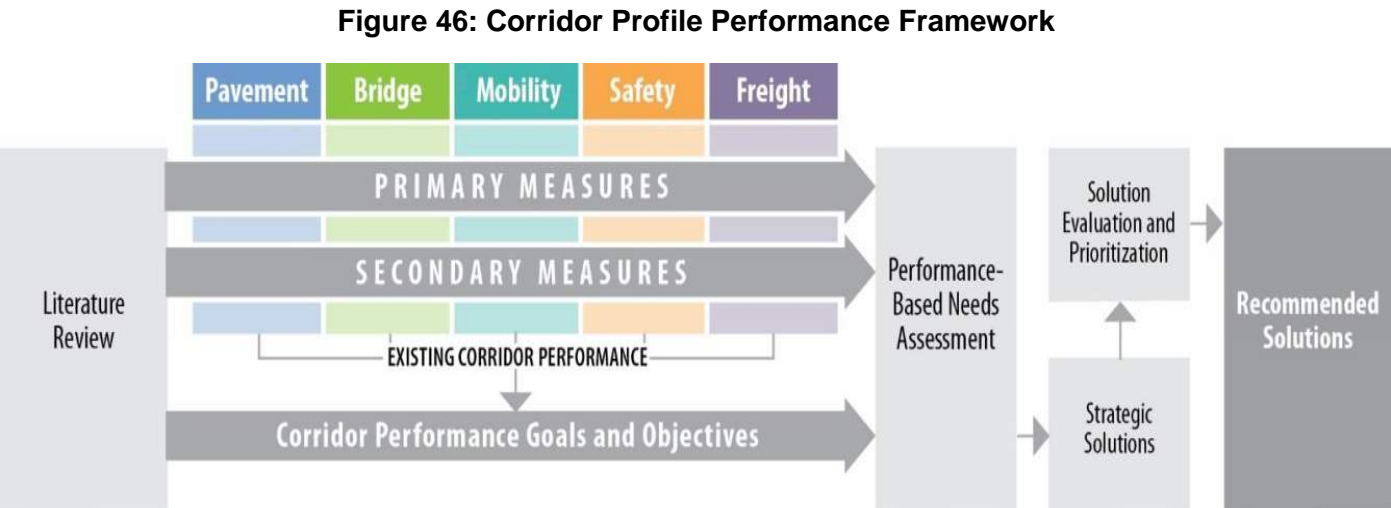 Figure 46: Corridor Profile Performance Framework
Pavement
Bridge
Mobility
Safety
Freight
PRIMARY MEASURES
SECONDARY MEASURES
EXISTING CORRIDOR PERFORMANCE
Corridor Performance Goals and Objectives
Literature
Review
Performance-
Based Needs
Assessment
Solution
Evaluation and
Prioritization
Strategic
Solutions
Recommended
Solutions